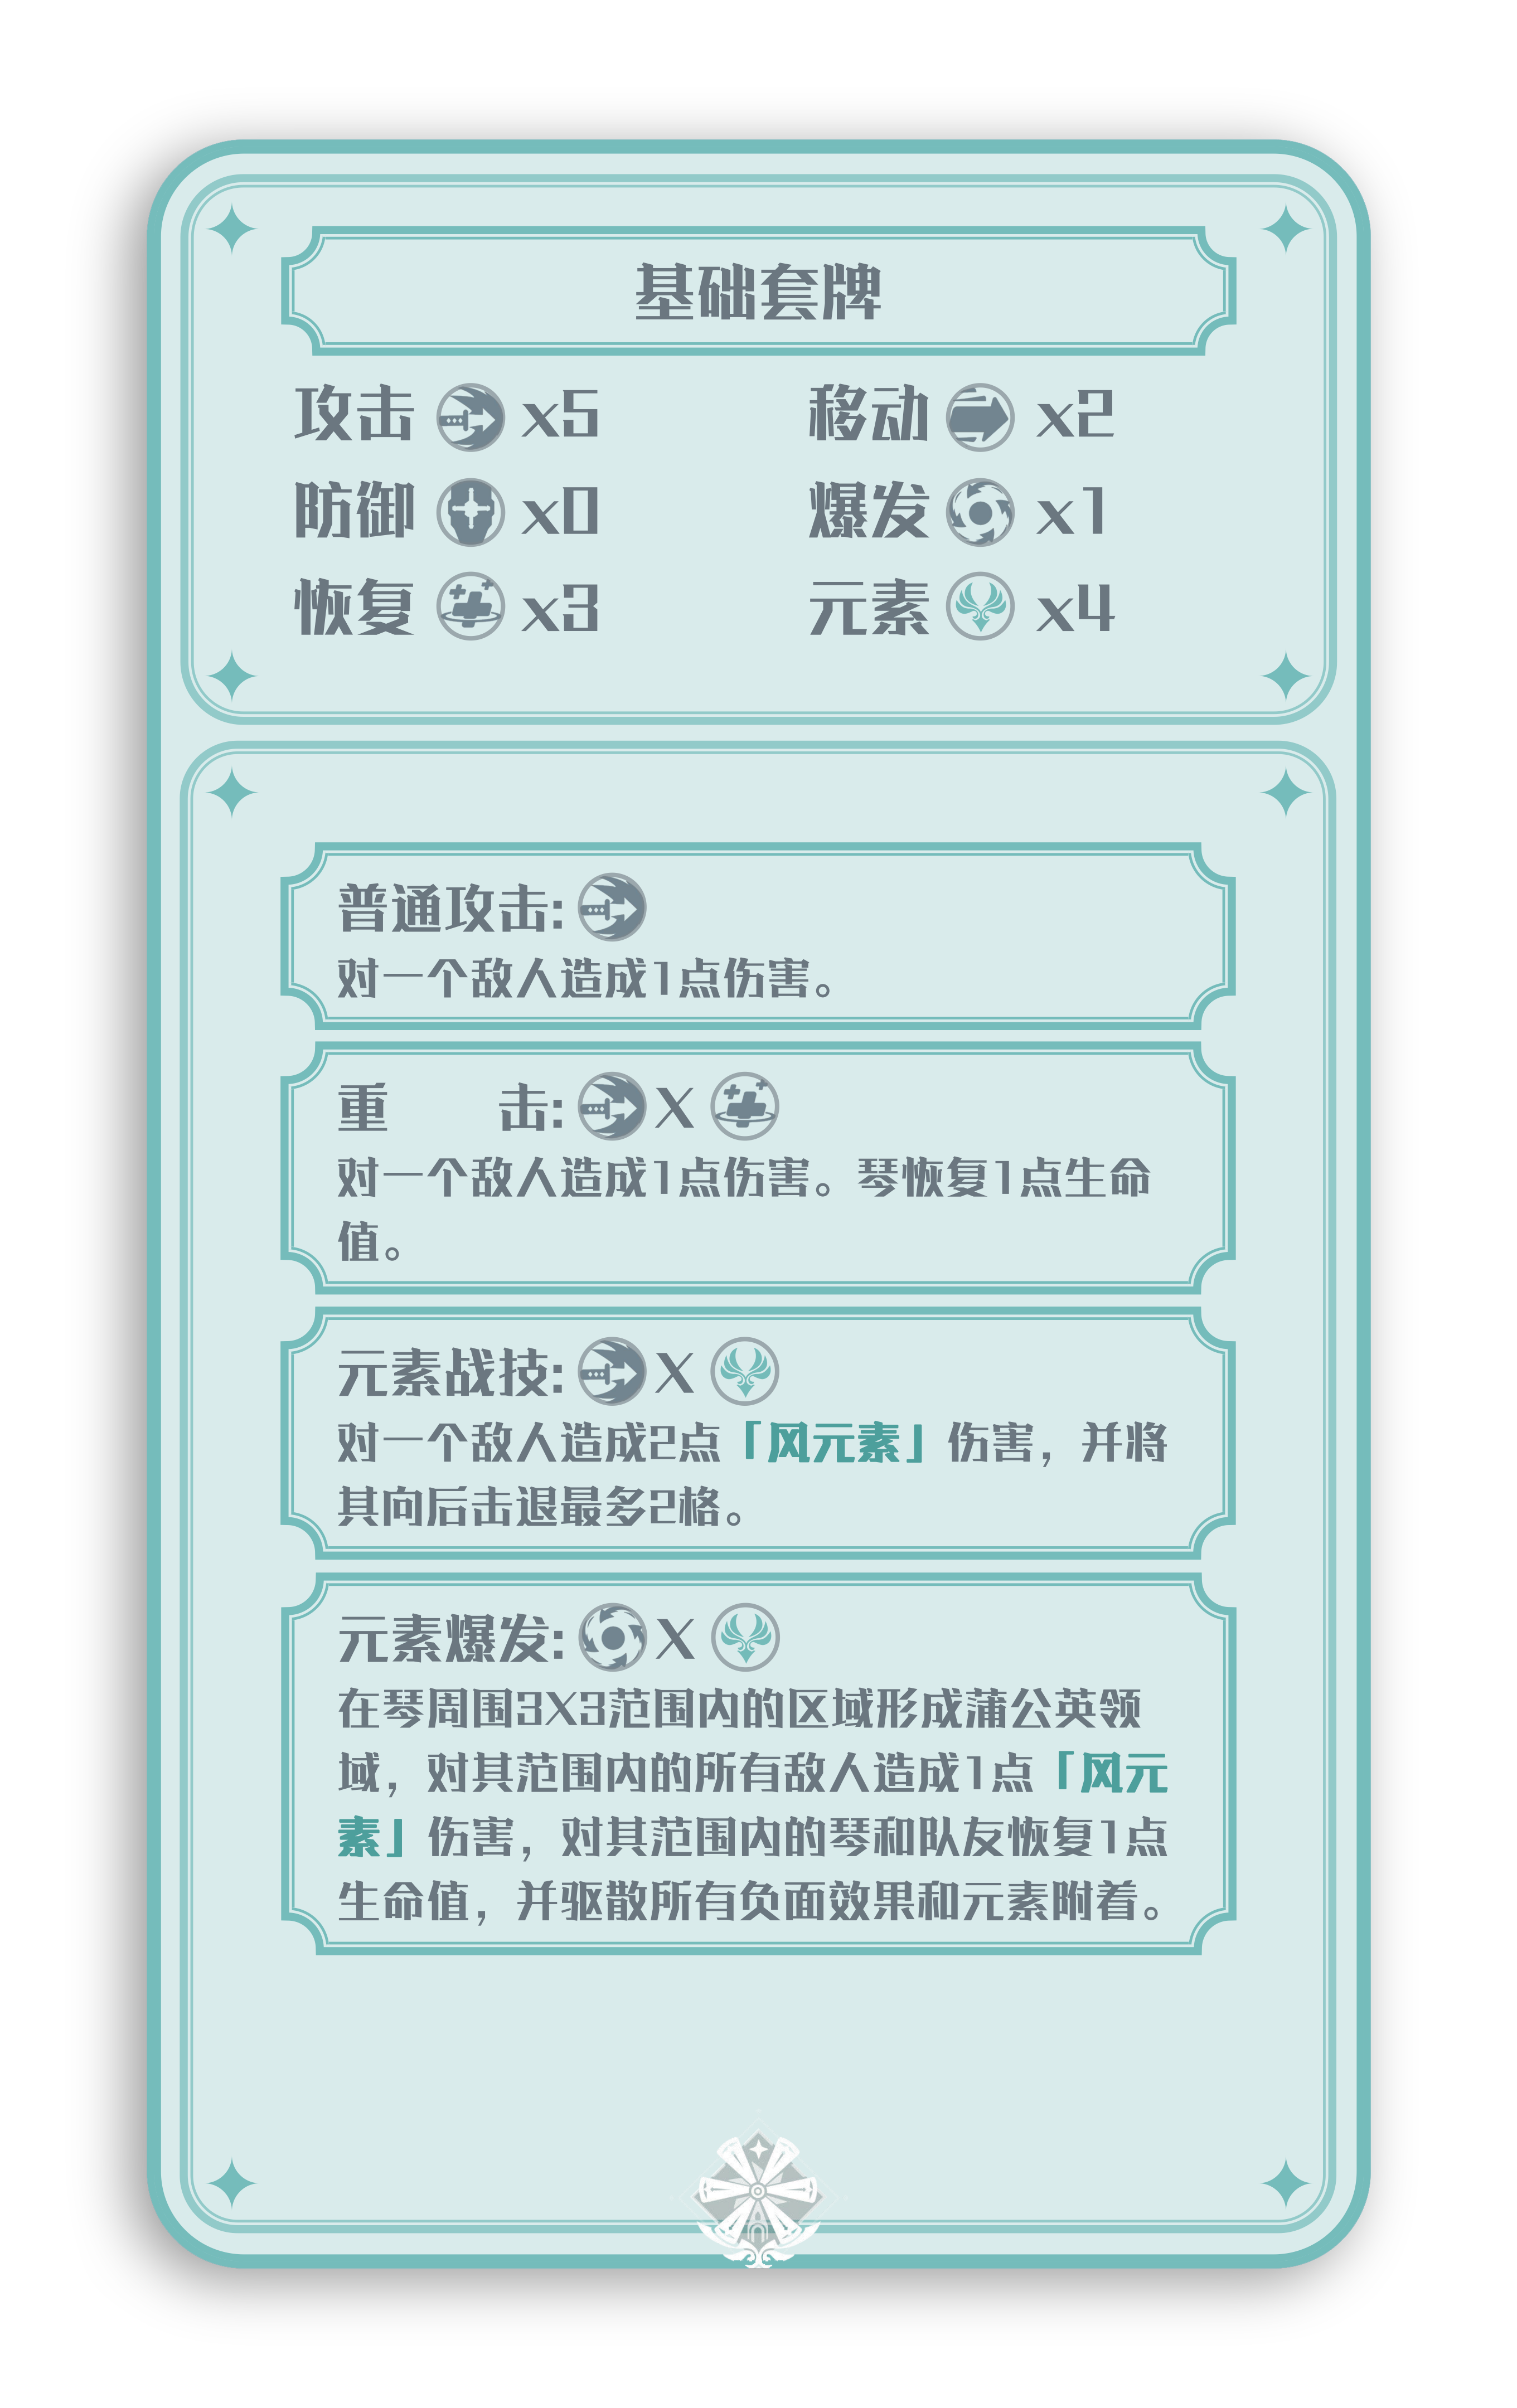 基础套牌
攻击 x5 移动 x2
防御 x0 爆发 x1
恢复 x3 元素 x4
普通攻击:
对一个敌人造成1点伤害。
重 击: X
对一个敌人造成1点伤害。琴恢复1点生命
值。
元素战技: X
对一个敌人造成2点「风元素」伤害，并将
其向后击退最多2格。
元素爆发: X
在琴周围3X3范围内的区域形成蒲公英领
域，对其范围内的所有敌人造成1点「风元
素」伤害，对其范围内的琴和队友恢复1点
生命值，并驱散所有负面效果和元素附着。